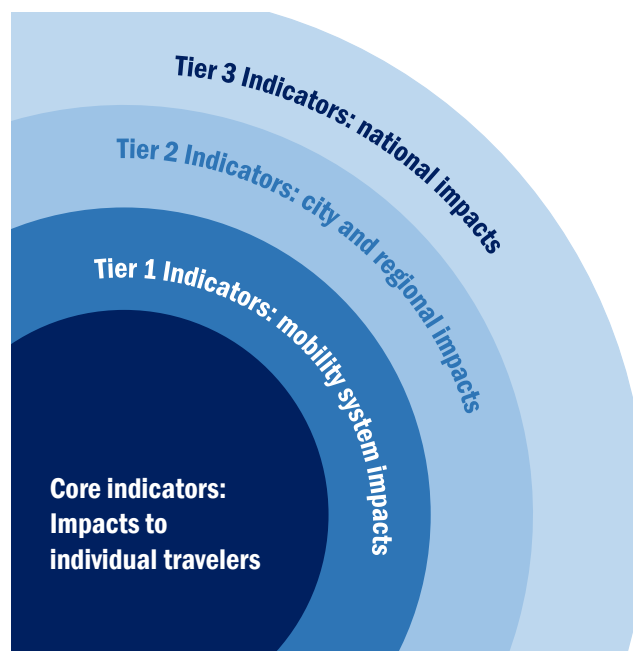 Tier 3 Indicators: national impacts
Tier 2 Indicators: city and regional impacts
Tier 1 Indicators: mobility system impacts
Core indicators:
Impacts to
individual travelers